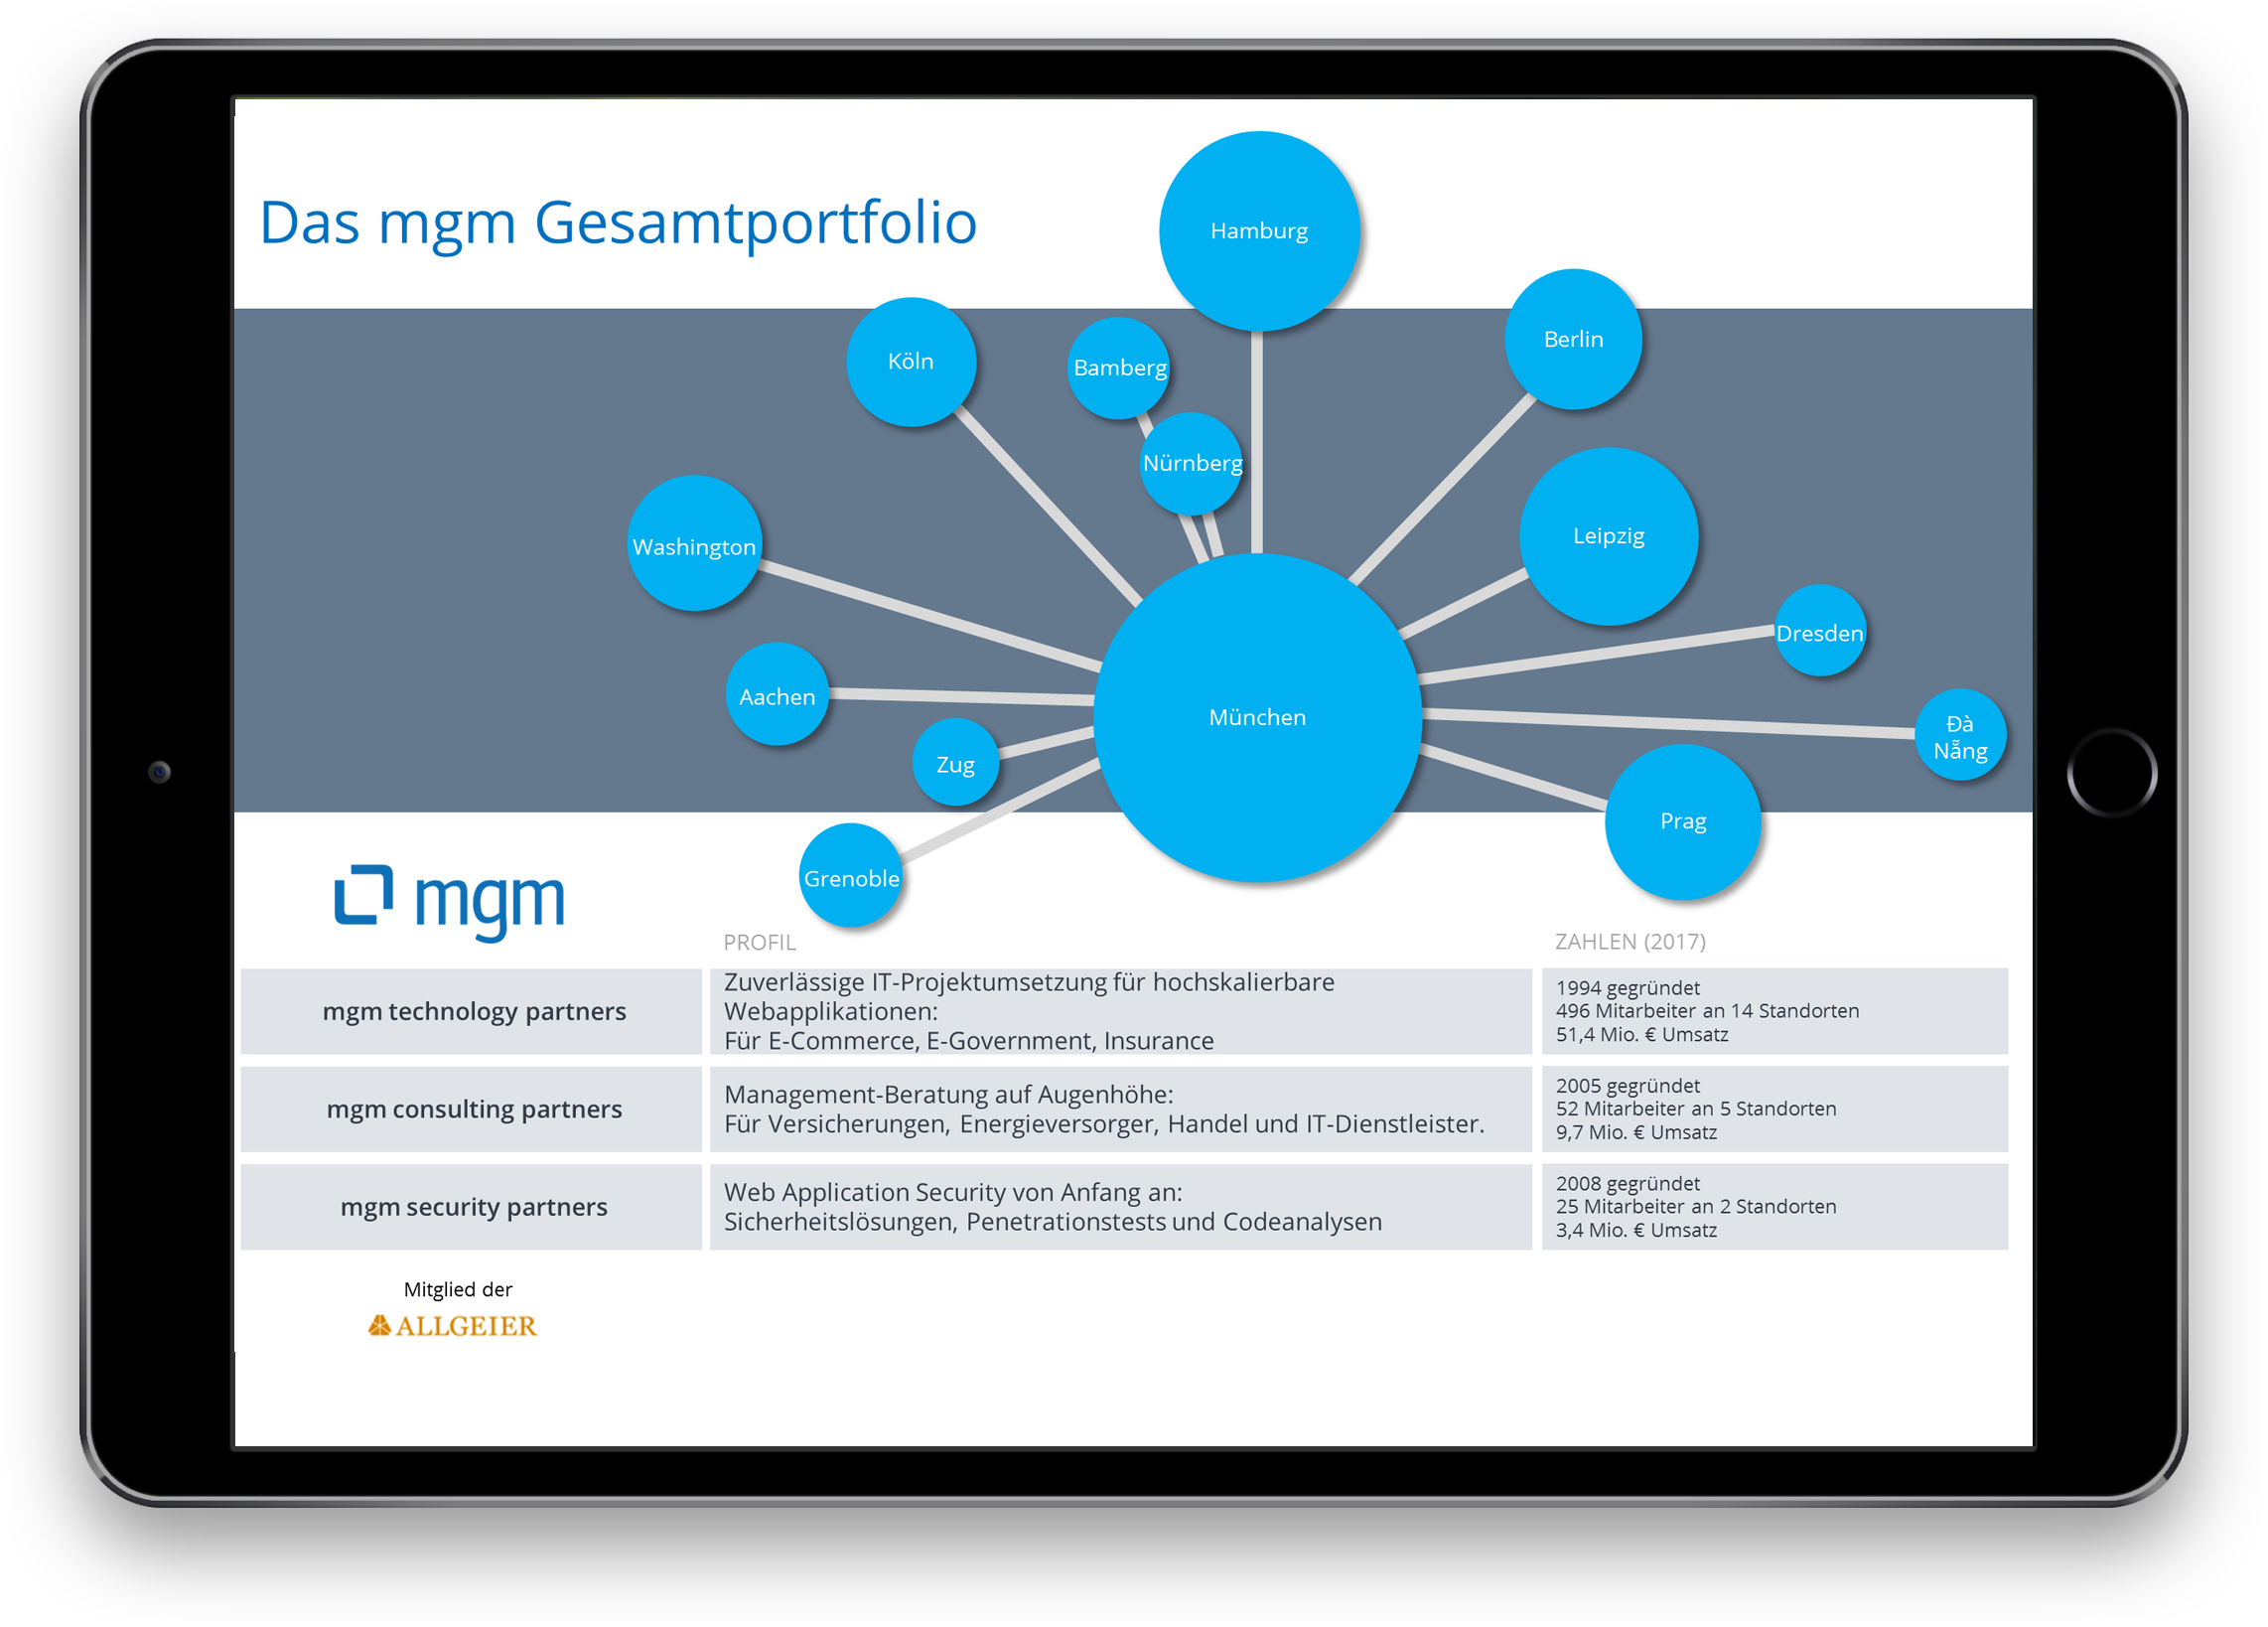 Das mgm Gesamtportfolio
Hamburg
Berlin
Köln
Bamberg
Nürnberg
Leipzig
Washington
Dresden
Aachen
München
Đà
Nẵng
Zug
Prag
Grenoble
mgm
PROFIL
ZAHLEN (2017)
mgm technology partners
Zuverlässige IT-Projektumsetzung für hochskalierbare
Webapplikationen:
Für E-Commerce, E-Government, Insurance
1994 gegründet
496 Mitarbeiter an 14 Standorten
51,4 Mio. € Umsatz
mgm consulting partners
Management-Beratung auf Augenhöhe:
Für Versicherungen, Energieversorger, Handel und IT-Dienstleister.
2005 gegründet
52 Mitarbeiter an 5 Standorten
9,7 Mio. € Umsatz
mgm security partners
Web Application Security von Anfang an:
Sicherheitslösungen, Penetrationstests und Codeanalysen
2008 gegründet
25 Mitarbeiter an 2 Standorten
3,4 Mio. € Umsatz
Mitglied der
ALLGEIER